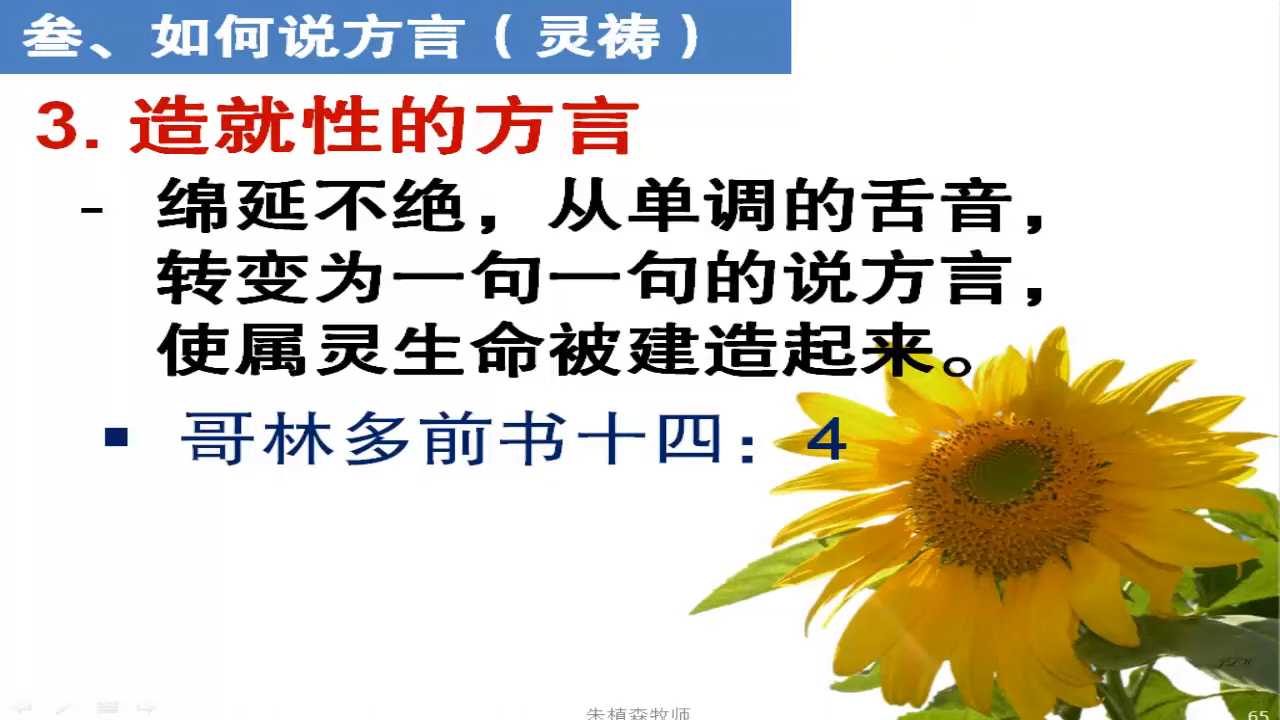 叁、如何说方言（灵祷）
3. 造就性的方言
- 绵延不绝，从单调的舌音，
转变为一句一句的说方言，
使属灵生命被建造起来。
▪ 哥林多前书十四：4
朱植森牧师
65